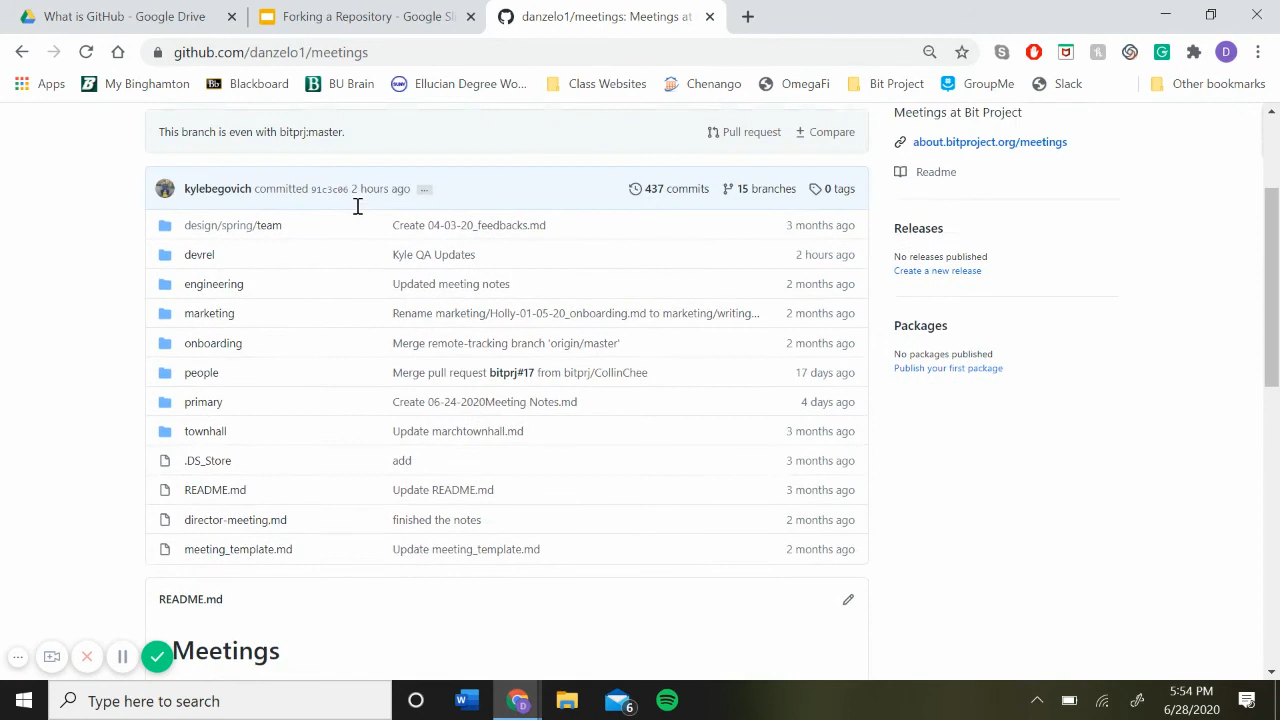 What is GitHub - Google Drive
Forking a Repository - Google S
danzelo1/meetings: Meetings at
github.com/danzelo1/meetings
Apps
My Binghamton
Blackboard
BU Brain
Ellucian Degree Wo...
Class Websites
Chenango
OmegaFi
Bit Project
GroupMe
Slack
Other bookmarks
This branch is even with bitprj:master.
Pull request
Compare
kylebegovich committed 91c3c06 2 hours ago ...
437 commits
15 branches
0 tags
design/spring/team Create 04-03-20_feedbacks.md 3 months ago
devrel Kyle QA Updates 2 hours ago
engineering Updated meeting notes 2 months ago
marketing Rename marketing/Holly-01-05-20_onboarding.md to marketing/writing... 2 months ago
onboarding Merge remote-tracking branch 'origin/master' 2 months ago
people Merge pull request bitprj#17 from bitprj/CollinChee 17 days ago
primary Create 06-24-2020Meeting Notes.md 4 days ago
townhall Update marchtownhall.md 3 months ago
.DS_Store add 3 months ago
README.md Update README.md 3 months ago
director-meeting.md finished the notes 2 months ago
meeting_template.md Update meeting_template.md 2 months ago
README.md
Meetings
Meetings at Bit Project
about.bitproject.org/meetings
Readme
Releases
No releases published
Create a new release
Packages
No packages published
Publish your first package
Type here to search
6
5:54 PM
6/28/2020